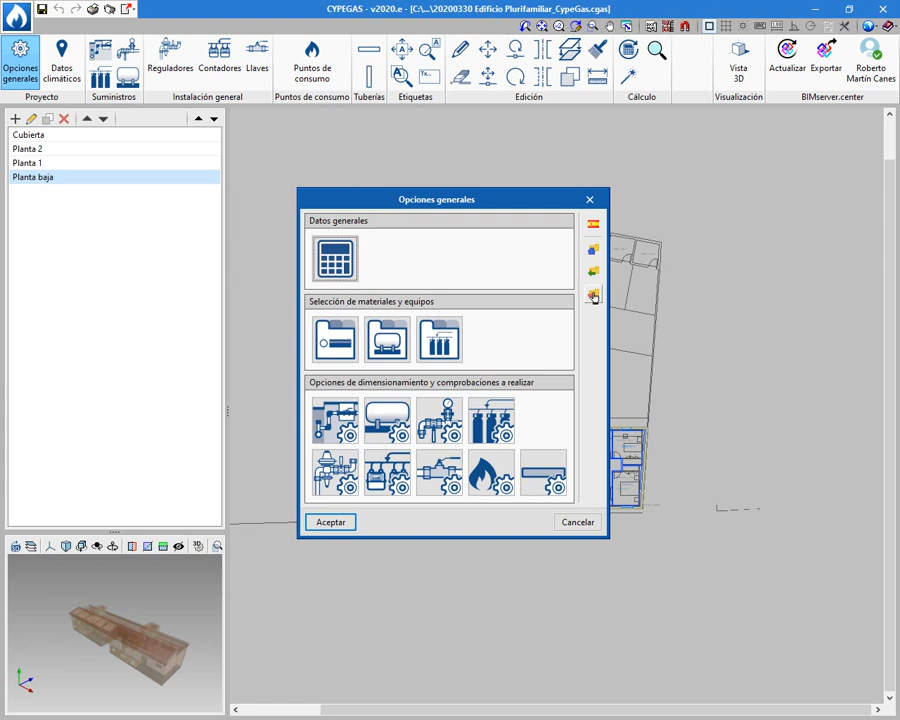 CYPEGAS - v2020.e - [C:\...\20200330 Edificio Plurifamiliar_CypeGas.cgas]
Opciones generales
Datos climáticos
Reguladores
Contadores
Llaves
Puntos de consumo
Tx...
Vista 3D
Actualizar
Exportar
Roberto Martín Canes
Proyecto
Suministros
Instalación general
Puntos de consumo
Tuberías
Etiquetas
Edición
Cálculo
Visualización
BIMserver.center
Cubierta
Planta 2
Planta 1
Planta baja
Opciones generales
Datos generales
Selección de materiales y equipos
Opciones de dimensionamiento y comprobaciones a realizar
Aceptar
Cancelar